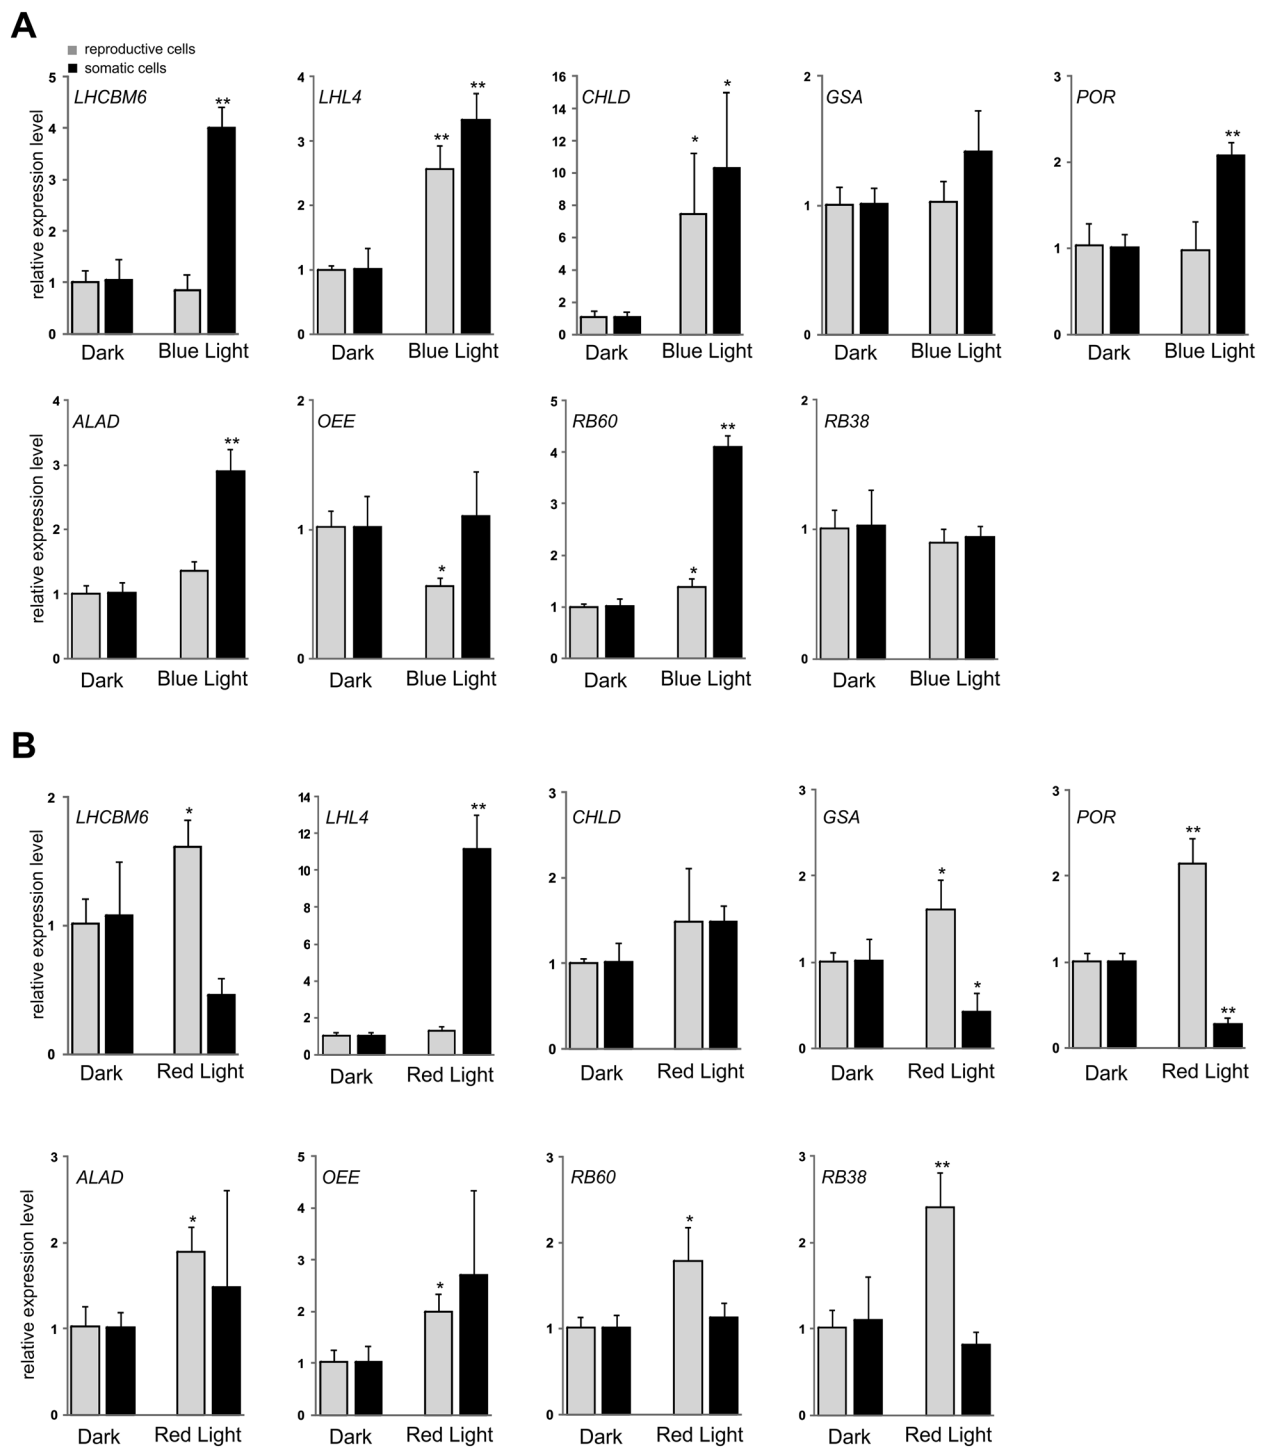 A
reproductive cells
somatic cells
relative expression level
LHCBM6
5
4
3
2
1
0
**
Dark
Blue Light
LHL4
4
3
2
1
0
**
**
Dark
Blue Light
CHLD
16
14
12
10
8
6
4
2
0
*
*
Dark
Blue Light
GSA
2
1
0
Dark
Blue Light
POR
3
2
1
0
**
Dark
Blue Light
relative expression level
ALAD
4
3
2
1
0
**
Dark
Blue Light
OEE
2
1
0
*
Dark
Blue Light
RB60
5
4
3
2
1
0
*
**
Dark
Blue Light
RB38
2
1
0
Dark
Blue Light
B
relative expression level
LHCBM6
2
1
0
*
Dark
Red Light
LHL4
14
12
10
8
6
4
2
0
**
Dark
Red Light
CHLD
3
2
1
0
Dark
Red Light
GSA
3
2
1
0
*
*
Dark
Red Light
POR
3
2
1
0
**
**
Dark
Red Light
relative expression level
ALAD
3
2
1
0
*
Dark
Red Light
OEE
5
4
3
2
1
0
*
Dark
Red Light
RB60
3
2
1
0
*
Dark
Red Light
RB38
3
2
1
0
**
Dark
Red Light